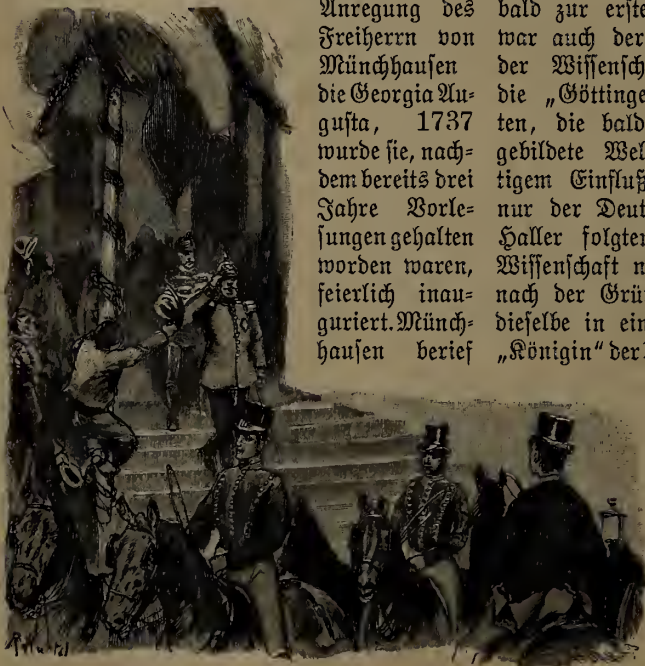 Anregung des
Freiherrn von
Münchhausen
die Georgia Au-
gusta, 1737
wurde sie, nach-
dem bereits drei
Jahre Vorle-
sungen gehalten
worden waren,
feierlich inau-
guriert. Münch-
hausen berief
bald zur erste
war auch der
der Wissensch
die „Göttinge
ten, die bald
gebildete Wel
tigem Einfluß
nur der Deut
Haller folgten
Wissenschaft n
nach der Grü
dieselbe in ein
„Königin“ der